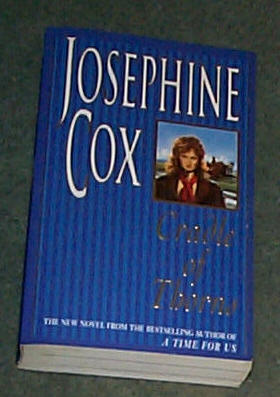 JOSEPHINE
COX
Cradle
of
Thorns
THE NEW NOVEL FROM THE BESTSELLING AUTHOR OF
A TIME FOR US